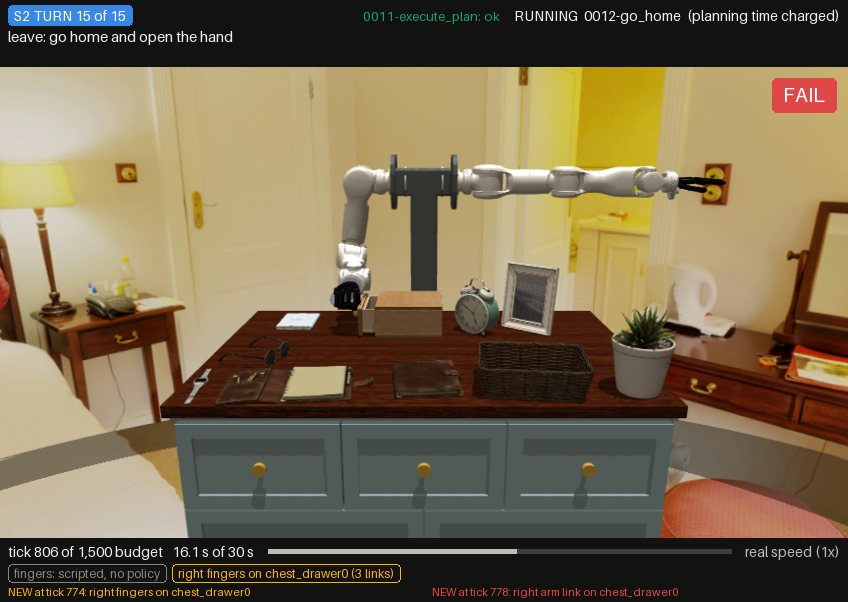 S2 TURN 15 of 15
0011-execute_plan: ok
RUNNING 0012-go_home (planning time charged)
leave: go home and open the hand
FAIL
tick 806 of 1,500 budget
16.1 s of 30 s
real speed (1x)
fingers: scripted, no policy
right fingers on chest_drawer0 (3 links)
NEW at tick 774: right fingers on chest_drawer0
NEW at tick 778: right arm link on chest_drawer0